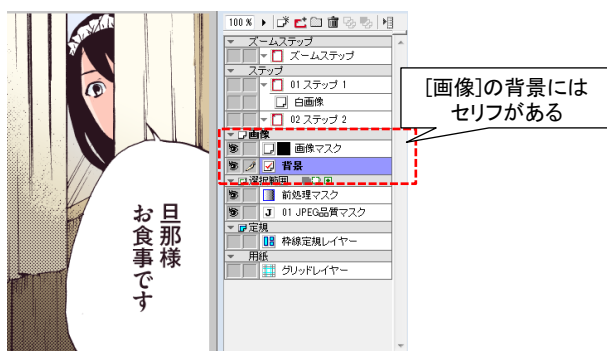 旦那様
お食事です
100 %
ズームステップ
ズームステップ
ステップ
01 ステップ 1
白画像
02 ステップ 2
画像
画像マスク
背景
選択範囲
前処理マスク
J 01 JPEG品質マスク
定規
枠線定規レイヤー
用紙
グリッドレイヤー
[画像]の背景には
セリフがある